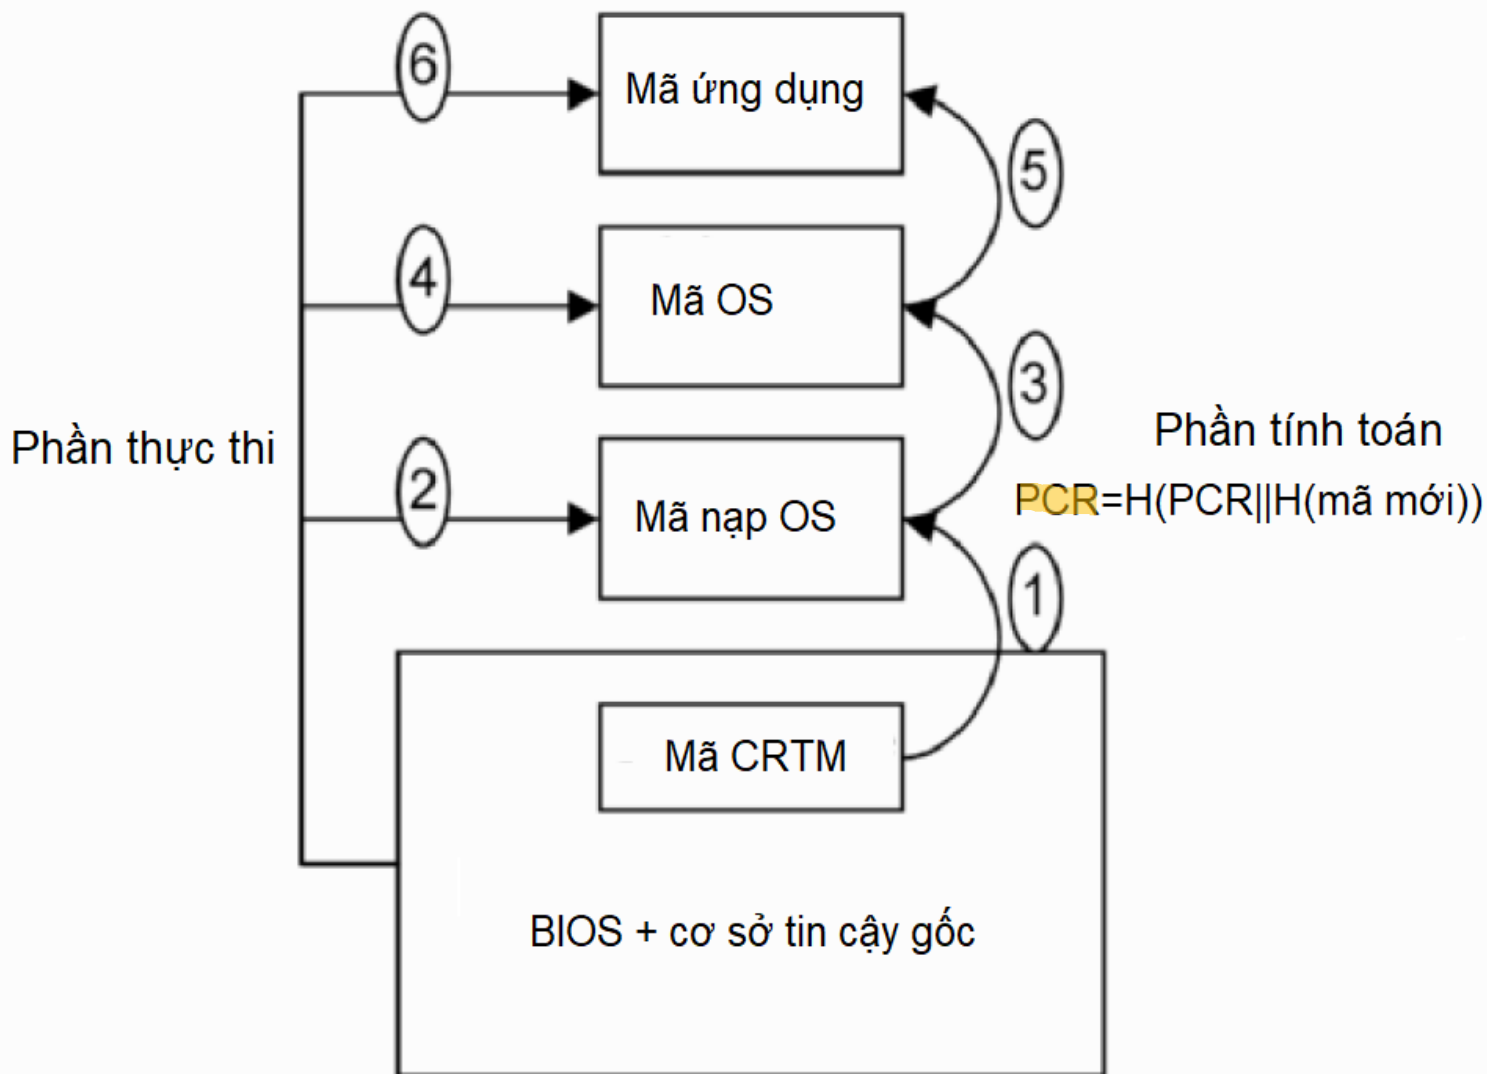 6
Mã ứng dụng
5
4
Mã OS
3
Phần thực thi
Phần tính toán
2
Mã nạp OS
PCR=H(PCR||H(mã mới))
1
Mã CRTM
BIOS + cơ sở tin cậy gốc